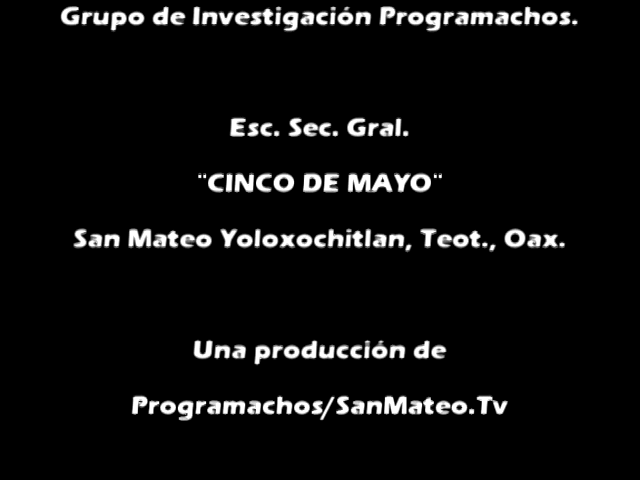 Grupo de Investigación Programachos.
Esc. Sec. Gral.
¨CINCO DE MAYO¨
San Mateo Yoloxochitlan, Teot., Oax.
Una producción de
Programachos/SanMateo.Tv